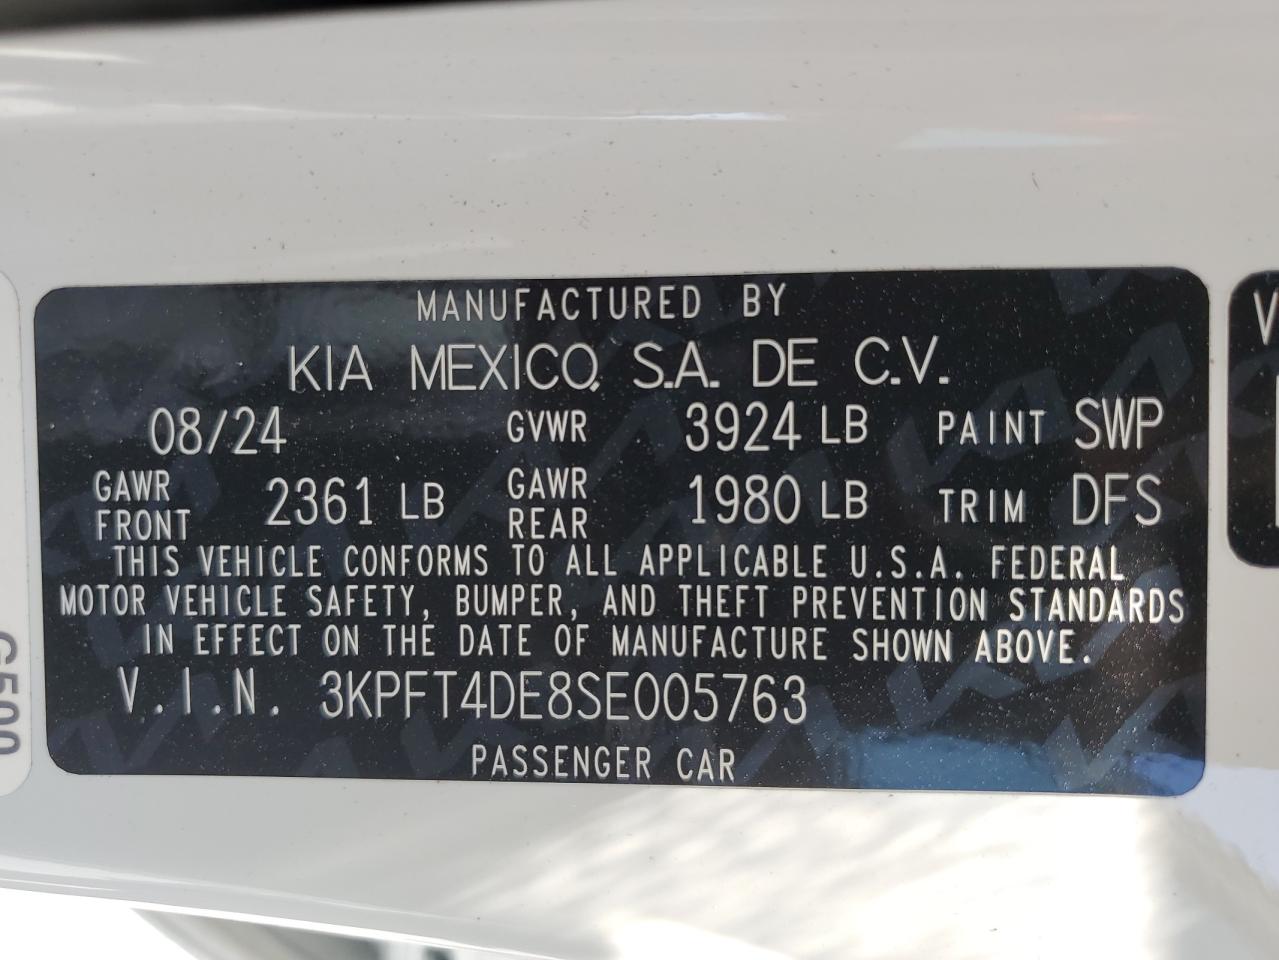 MANUFACTURED BY
KIA MEXICO, S.A. DE C.V.
08/24 GVWR 3924 LB PAINT SWP
GAWR FRONT 2361 LB GAWR REAR 1980 LB TRIM DFS
THIS VEHICLE CONFORMS TO ALL APPLICABLE U.S.A. FEDERAL
MOTOR VEHICLE SAFETY, BUMPER, AND THEFT PREVENTION STANDARDS
IN EFFECT ON THE DATE OF MANUFACTURE SHOWN ABOVE.
V.I.N. 3KPFT4DE8SE005763
PASSENGER CAR
G500
V